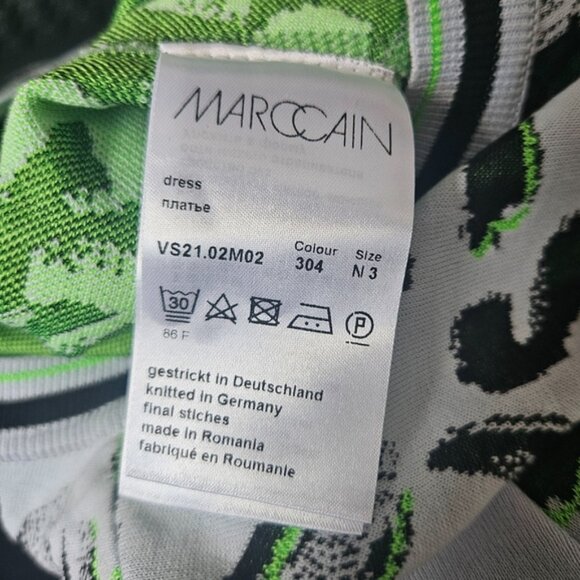 MARCCAIN
dress
платье
VS21.02M02 Colour 304 Size N 3
30
P
86 F
gestrickt in Deutschland
knitted in Germany
final stiches
made in Romania
fabriqué en Roumanie